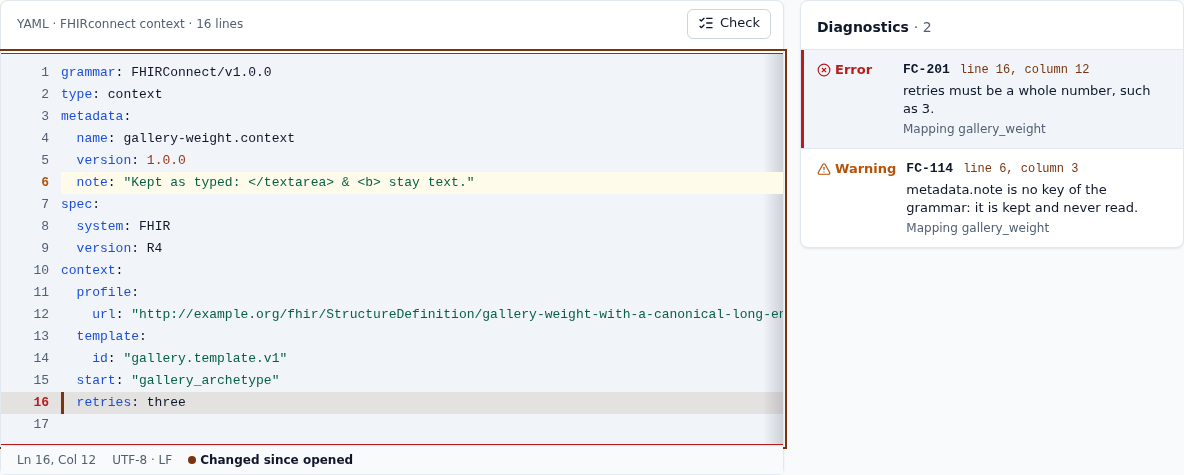 YAML · FHIRconnect context · 16 lines
Check
1 grammar: FHIRConnect/v1.0.0
2 type: context
3 metadata:
4 name: gallery-weight.context
5 version: 1.0.0
6 note: "Kept as typed: </textarea> & <b> stay text."
7 spec:
8 system: FHIR
9 version: R4
10 context:
11 profile:
12 url: "http://example.org/fhir/StructureDefinition/gallery-weight-with-a-canonical-long-en
13 template:
14 id: "gallery.template.v1"
15 start: "gallery_archetype"
16 retries: three
17
Ln 16, Col 12 UTF-8 · LF Changed since opened
Diagnostics · 2
Error FC-201 line 16, column 12
retries must be a whole number, such
as 3.
Mapping gallery_weight
Warning FC-114 line 6, column 3
metadata.note is no key of the
grammar: it is kept and never read.
Mapping gallery_weight